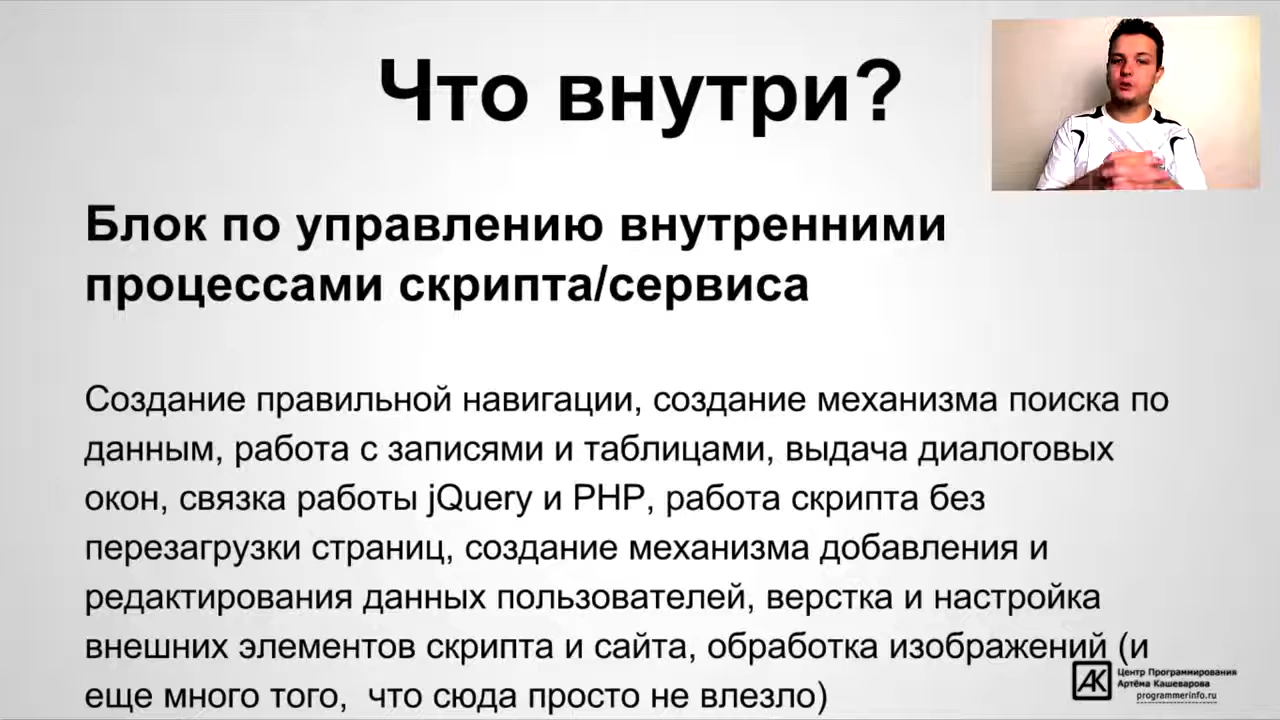 Что внутри?
Блок по управлению внутренними
процессами скрипта/сервиса
Создание правильной навигации, создание механизма поиска по
данным, работа с записями и таблицами, выдача диалоговых
окон, связка работы jQuery и PHP, работа скрипта без
перезагрузки страниц, создание механизма добавления и
редактирования данных пользователей, верстка и настройка
внешних элементов скрипта и сайта, обработка изображений (и
еще много того,  что сюда просто не влезло)
АК
Центр Программирования
Артёма Кашеварова
programmerinfo.ru